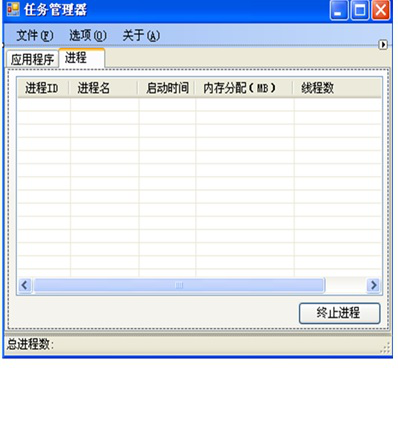 任务管理器
文件(F) 选项(O) 关于(A)
应用程序 进程
进程ID 进程名 启动时间 内存分配(MB) 线程数
终止进程
总进程数: